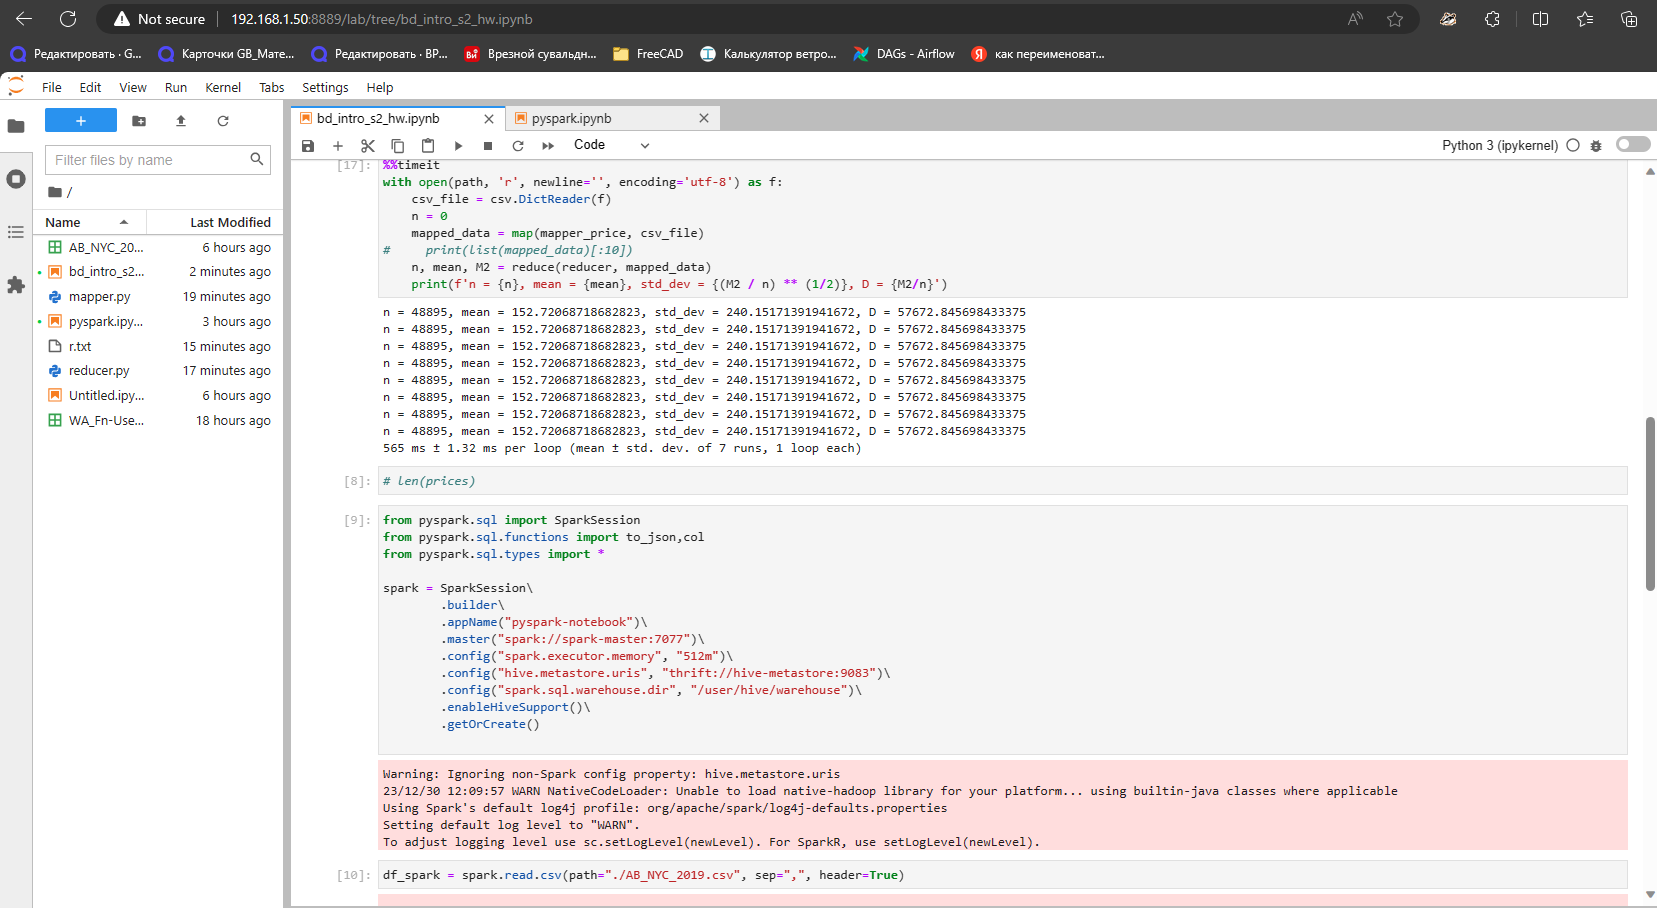 Not secure
192.168.1.50:8889/lab/tree/bd_intro_s2_hw.ipynb
Редактировать · G...
Карточки GB_Мате...
Редактировать · BP...
Врезной сувальдн...
FreeCAD
Калькулятор ветро...
DAGs - Airflow
как переименоват...
File Edit View Run Kernel Tabs Settings Help
bd_intro_s2_hw.ipynb
pyspark.ipynb
Code
Python 3 (ipykernel)
Filter files by name
/
Name Last Modified
AB_NYC_20... 6 hours ago
bd_intro_s2... 2 minutes ago
mapper.py 19 minutes ago
pyspark.ipy... 3 hours ago
r.txt 15 minutes ago
reducer.py 17 minutes ago
Untitled.ipy... 6 hours ago
WA_Fn-Use... 18 hours ago
[17]: %%timeit
with open(path, 'r', newline='', encoding='utf-8') as f:
    csv_file = csv.DictReader(f)
    n = 0
    mapped_data = map(mapper_price, csv_file)
#     print(list(mapped_data)[:10])
    n, mean, M2 = reduce(reducer, mapped_data)
    print(f'n = {n}, mean = {mean}, std_dev = {(M2 / n) ** (1/2)}, D = {M2/n}')
n = 48895, mean = 152.72068718682823, std_dev = 240.15171391941672, D = 57672.845698433375
n = 48895, mean = 152.72068718682823, std_dev = 240.15171391941672, D = 57672.845698433375
n = 48895, mean = 152.72068718682823, std_dev = 240.15171391941672, D = 57672.845698433375
n = 48895, mean = 152.72068718682823, std_dev = 240.15171391941672, D = 57672.845698433375
n = 48895, mean = 152.72068718682823, std_dev = 240.15171391941672, D = 57672.845698433375
n = 48895, mean = 152.72068718682823, std_dev = 240.15171391941672, D = 57672.845698433375
n = 48895, mean = 152.72068718682823, std_dev = 240.15171391941672, D = 57672.845698433375
n = 48895, mean = 152.72068718682823, std_dev = 240.15171391941672, D = 57672.845698433375
565 ms ± 1.32 ms per loop (mean ± std. dev. of 7 runs, 1 loop each)
[8]: # len(prices)
[9]: from pyspark.sql import SparkSession
from pyspark.sql.functions import to_json,col
from pyspark.sql.types import *
spark = SparkSession\
        .builder\
        .appName("pyspark-notebook")\
        .master("spark://spark-master:7077")\
        .config("spark.executor.memory", "512m")\
        .config("hive.metastore.uris", "thrift://hive-metastore:9083")\
        .config("spark.sql.warehouse.dir", "/user/hive/warehouse")\
        .enableHiveSupport()\
        .getOrCreate()
Warning: Ignoring non-Spark config property: hive.metastore.uris
23/12/30 12:09:57 WARN NativeCodeLoader: Unable to load native-hadoop library for your platform... using builtin-java classes where applicable
Using Spark's default log4j profile: org/apache/spark/log4j-defaults.properties
Setting default log level to "WARN".
To adjust logging level use sc.setLogLevel(newLevel). For SparkR, use setLogLevel(newLevel).
[10]: df_spark = spark.read.csv(path="./AB_NYC_2019.csv", sep=",", header=True)